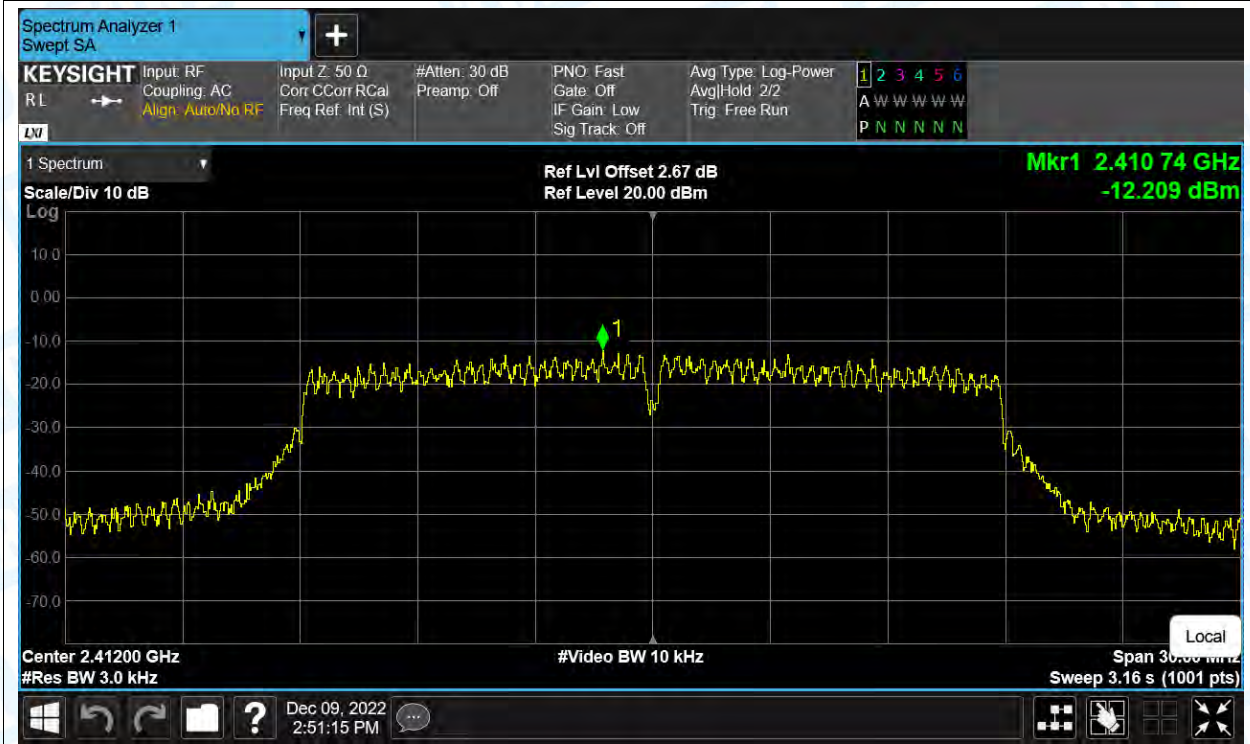 Spectrum Analyzer 1
Swept SA
+
KEYSIGHT Input: RF Input Z: 50 Ω #Atten: 30 dB PNO: Fast Avg Type: Log-Power 1 2 3 4 5 6
RL Coupling: AC Corr CCorr RCal Preamp: Off Gate: Off Avg|Hold: 2/2 A W W W W W
Align: Auto/No RF Freq Ref: Int (S) IF Gain: Low Trig: Free Run
LXI Sig Track: Off P N N N N N
1 Spectrum Ref Lvl Offset 2.67 dB Mkr1 2.410 74 GHz
Scale/Div 10 dB Ref Level 20.00 dBm -12.209 dBm
Log
10.0
0.00
1
-10.0
-20.0
-30.0
-40.0
-50.0
-60.0
-70.0
Local
Center 2.41200 GHz #Video BW 10 kHz Span 30.00 MHz
#Res BW 3.0 kHz Sweep 3.16 s (1001 pts)
? Dec 09, 2022
2:51:15 PM